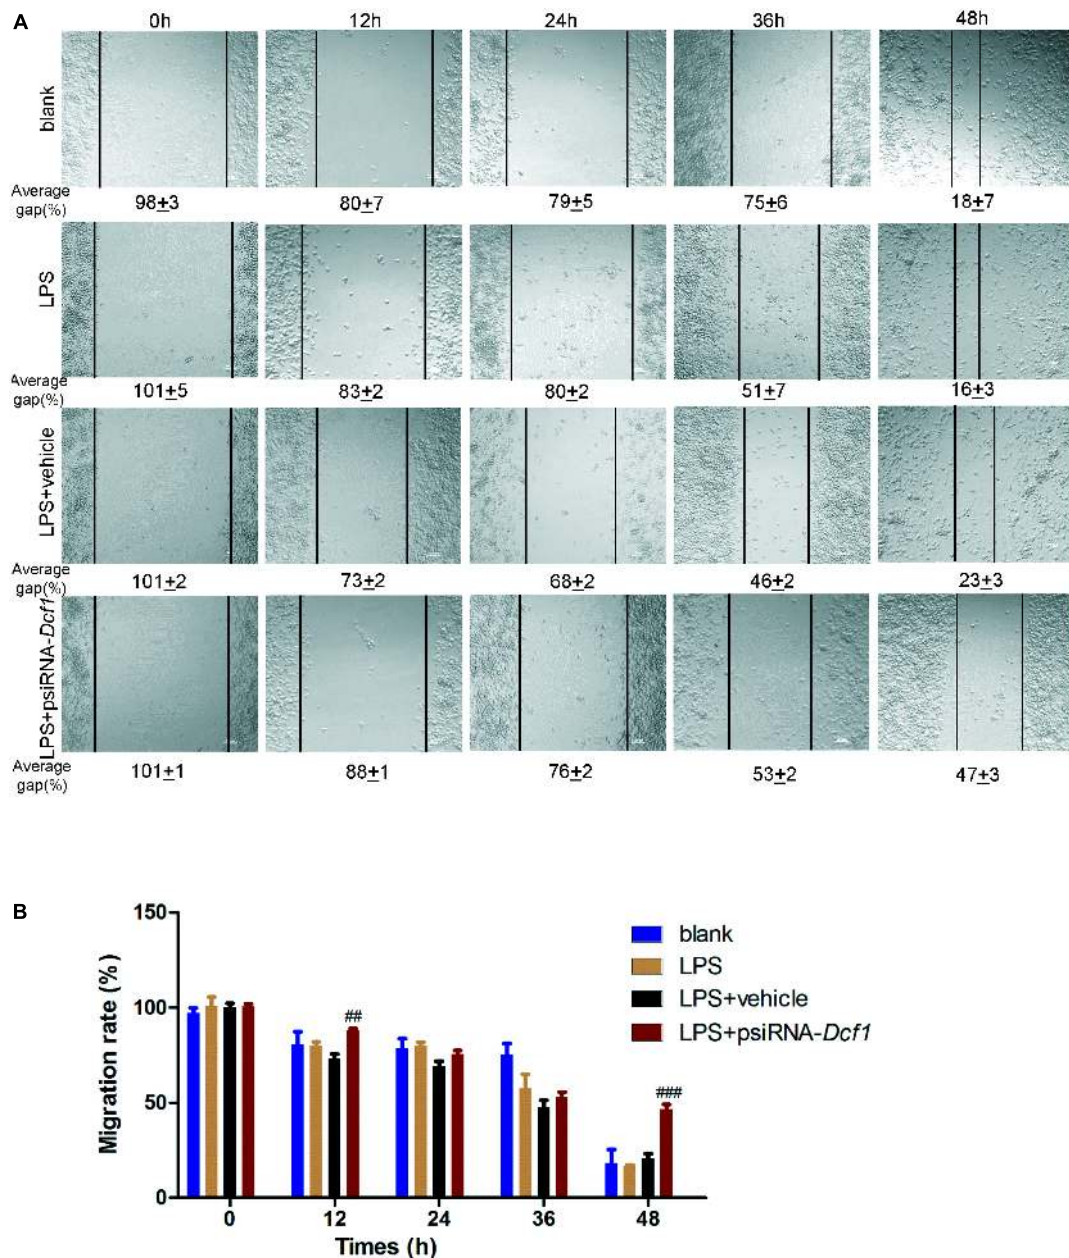 A
0h 12h 24h 36h 48h
blank
Average
gap(%)
98±3 80±7 79±5 75±6 18±7
LPS
Average
gap(%)
101±5 83±2 80±2 51±7 16±3
LPS+vehicle
Average
gap(%)
101±2 73±2 68±2 46±2 23±3
LPS+psiRNA-Dcf1
Average
gap(%)
101±1 88±1 76±2 53±2 47±3
B
150
100
50
0
Migration rate (%)
##
###
blank
LPS
LPS+vehicle
LPS+psiRNA-Dcf1
0 12 24 36 48
Times (h)